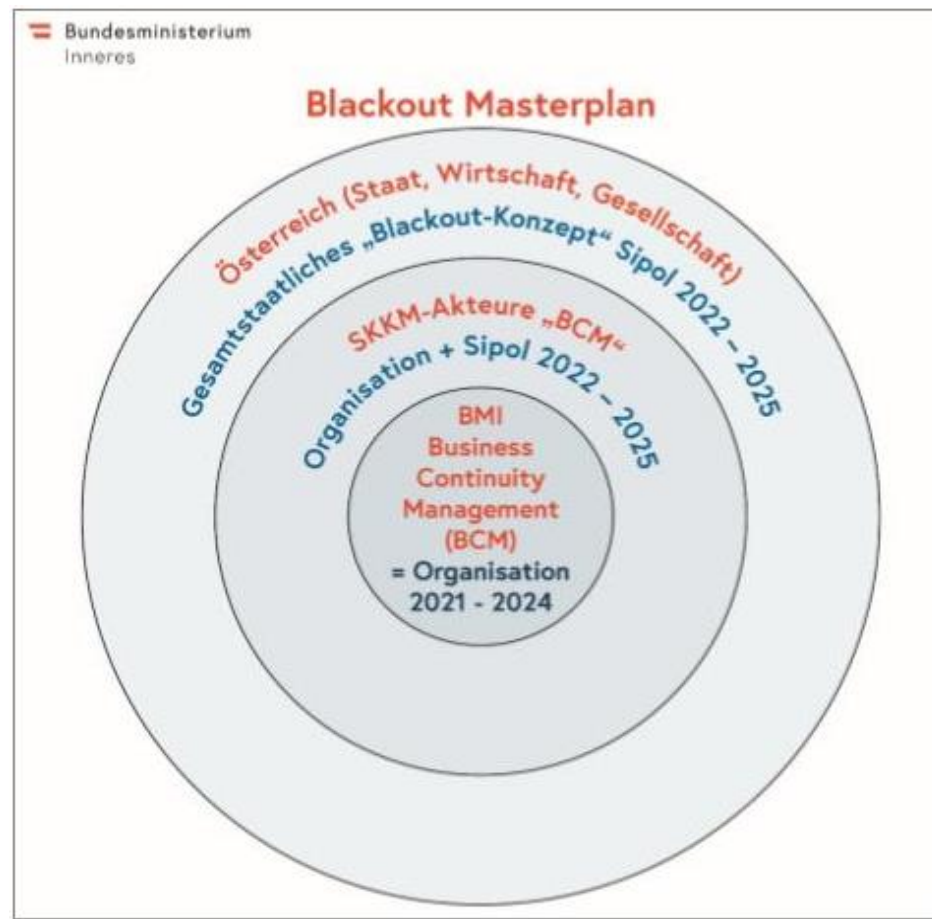 Bundesministerium
Inneres
Blackout Masterplan
Österreich (Staat, Wirtschaft, Gesellschaft)
Gesamtstaatliches „Blackout-Konzept“ Sipol 2022 – 2025
SKKM-Akteure „BCM“
Organisation + Sipol 2022 – 2025
BMI
Business
Continuity
Management
(BCM)
= Organisation
2021 - 2024